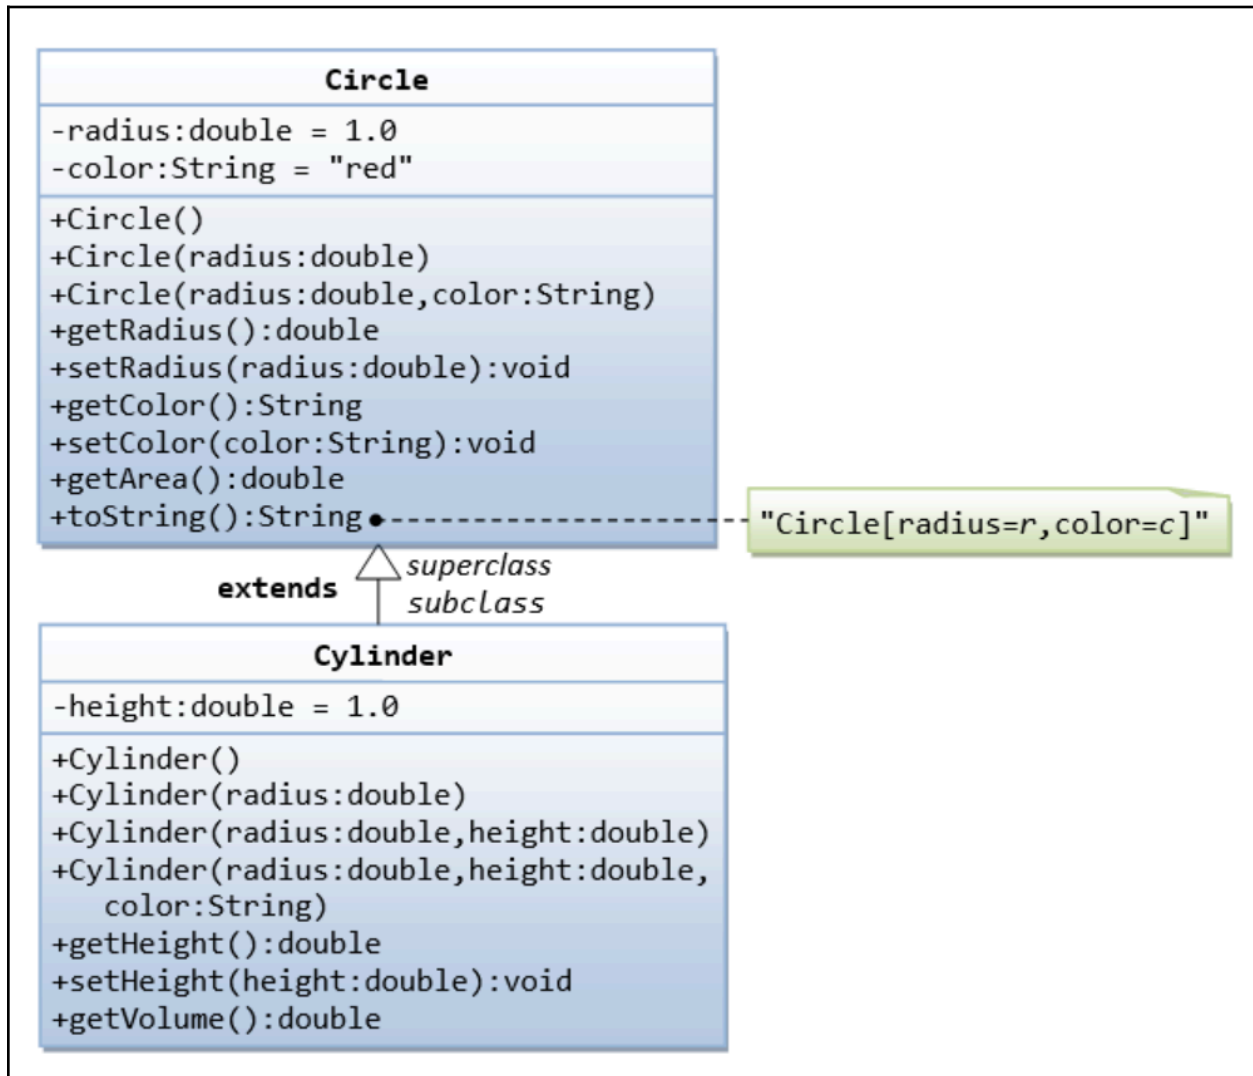 Circle
-radius:double = 1.0
-color:String = "red"
+Circle()
+Circle(radius:double)
+Circle(radius:double,color:String)
+getRadius():double
+setRadius(radius:double):void
+getColor():String
+setColor(color:String):void
+getArea():double
+toString():String
"Circle[radius=r,color=c]"
superclass
extends
subclass
Cylinder
-height:double = 1.0
+Cylinder()
+Cylinder(radius:double)
+Cylinder(radius:double,height:double)
+Cylinder(radius:double,height:double,
color:String)
+getHeight():double
+setHeight(height:double):void
+getVolume():double